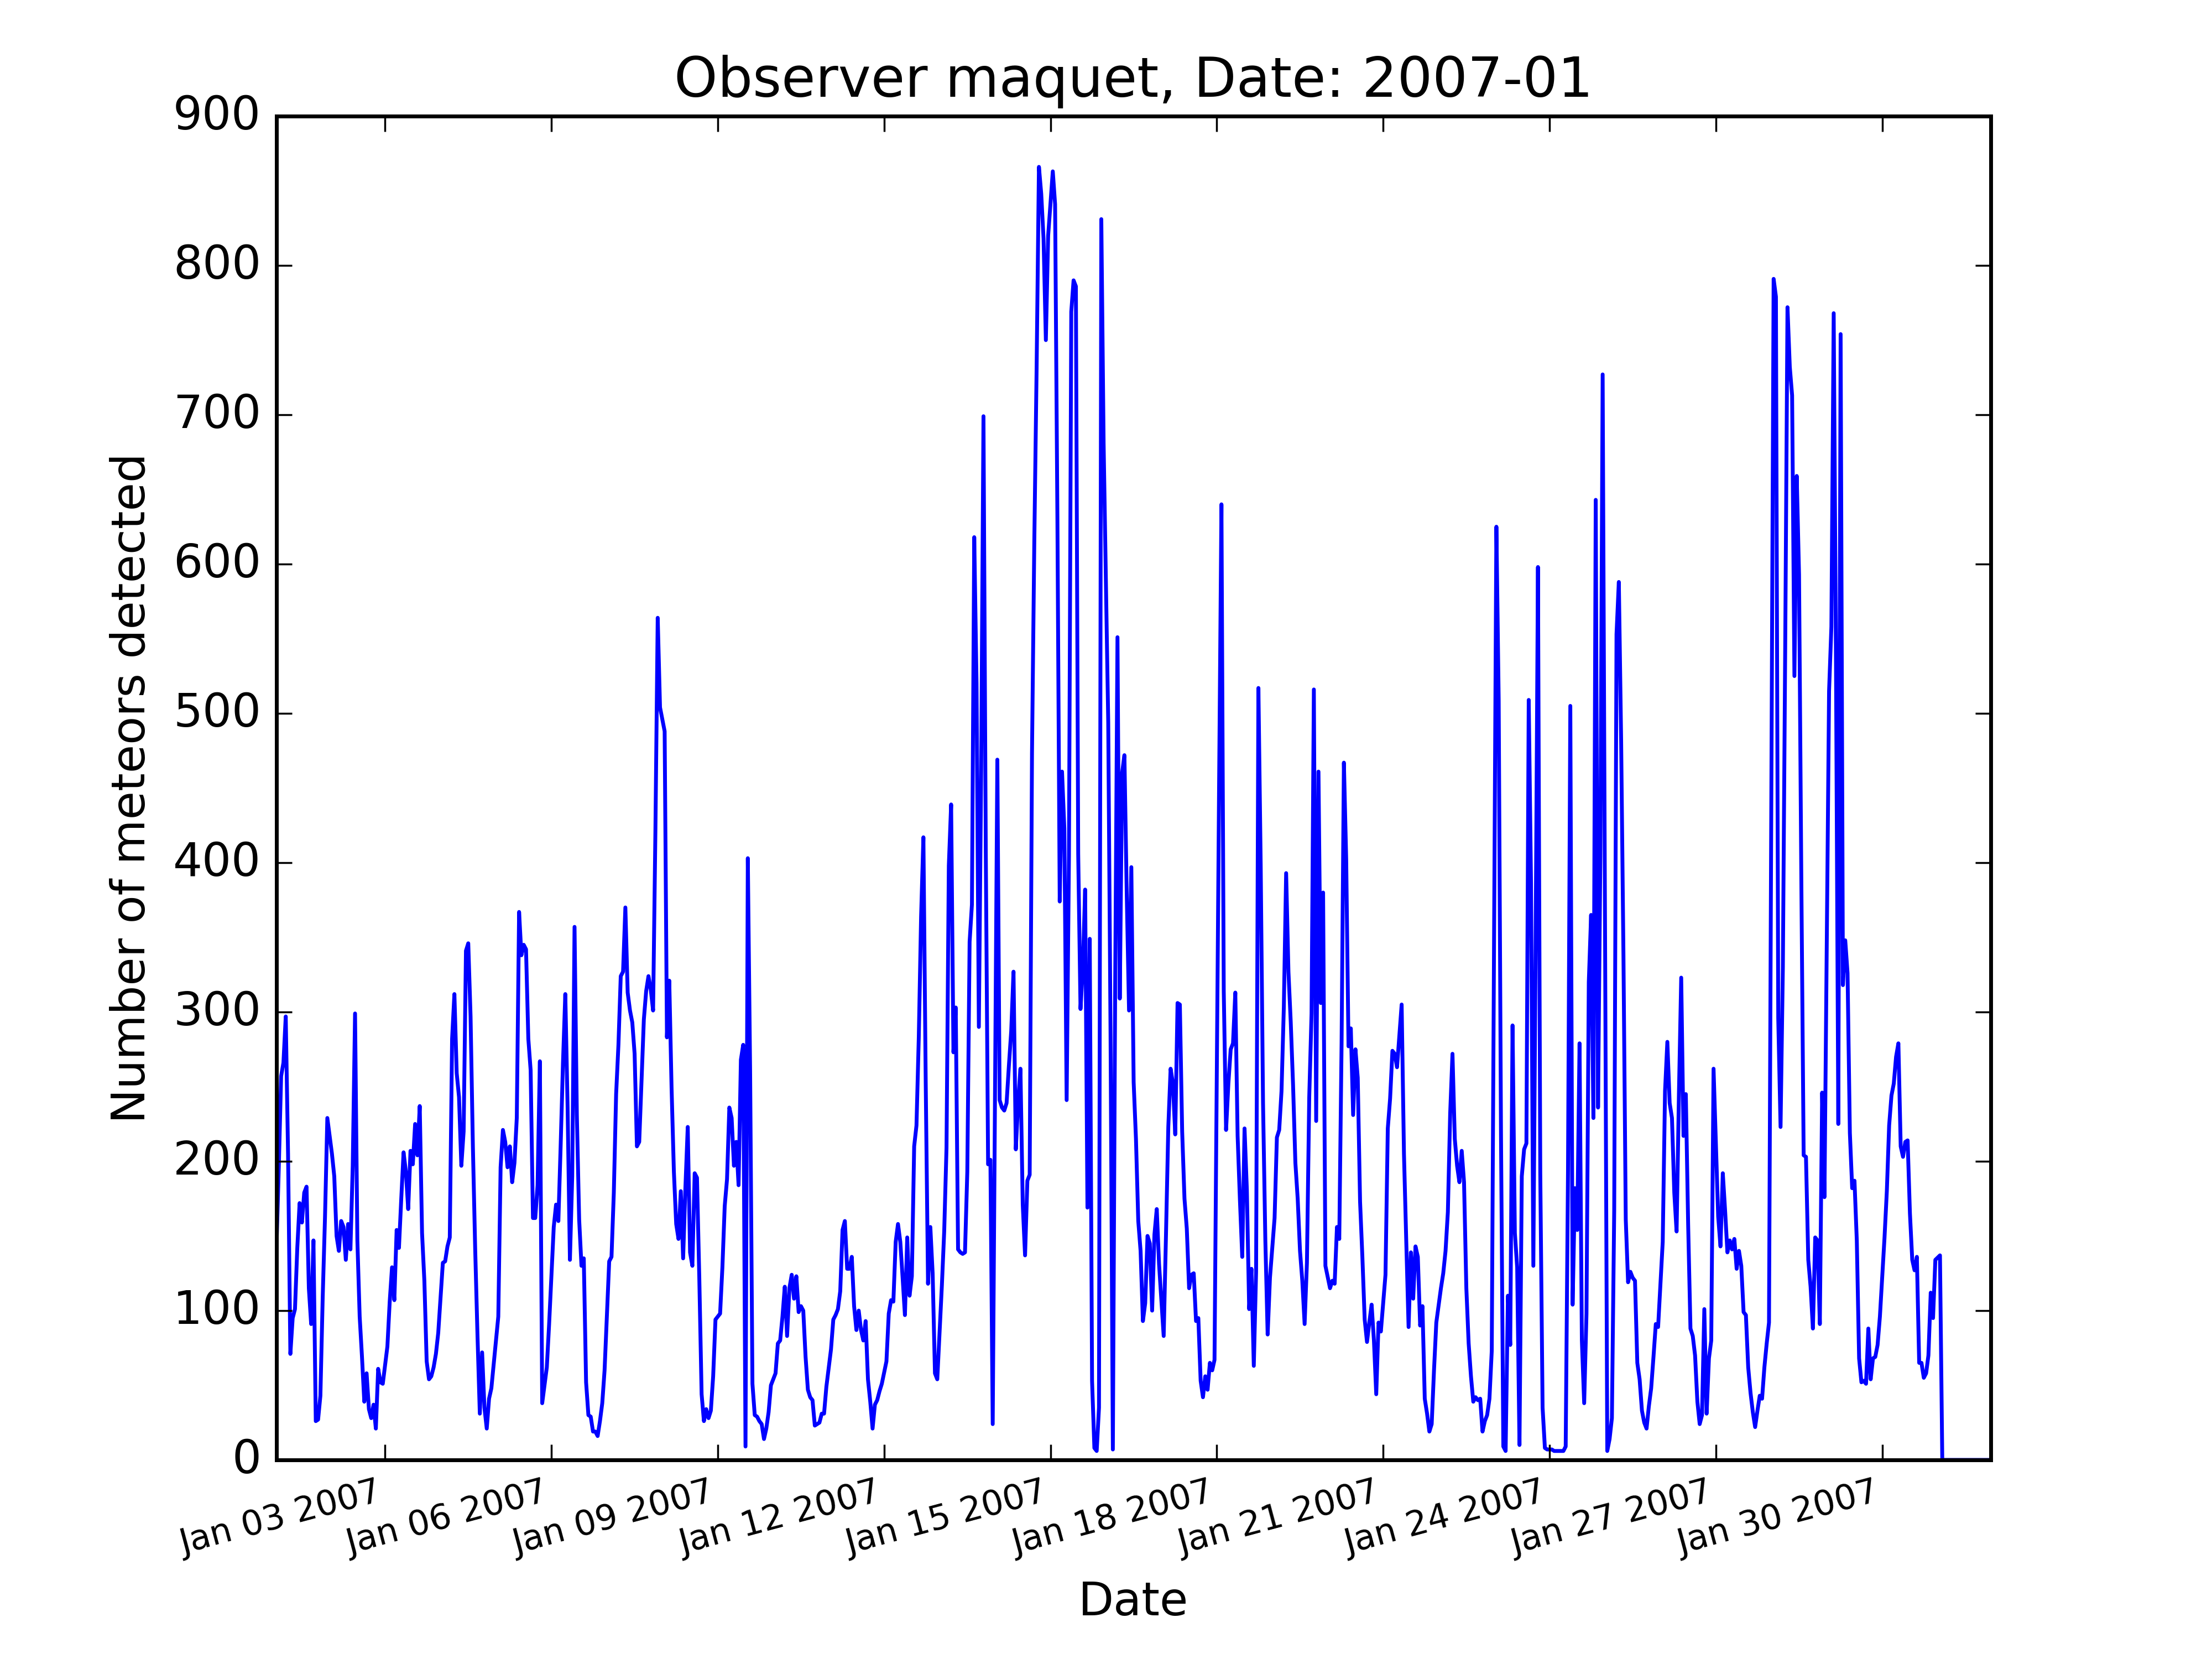 Observer maquet, Date: 2007-01
900
800
700
600
500
400
300
200
100
0
Number of meteors detected
Jan 03 2007
Jan 06 2007
Jan 09 2007
Jan 12 2007
Jan 15 2007
Jan 18 2007
Jan 21 2007
Jan 24 2007
Jan 27 2007
Jan 30 2007
Date